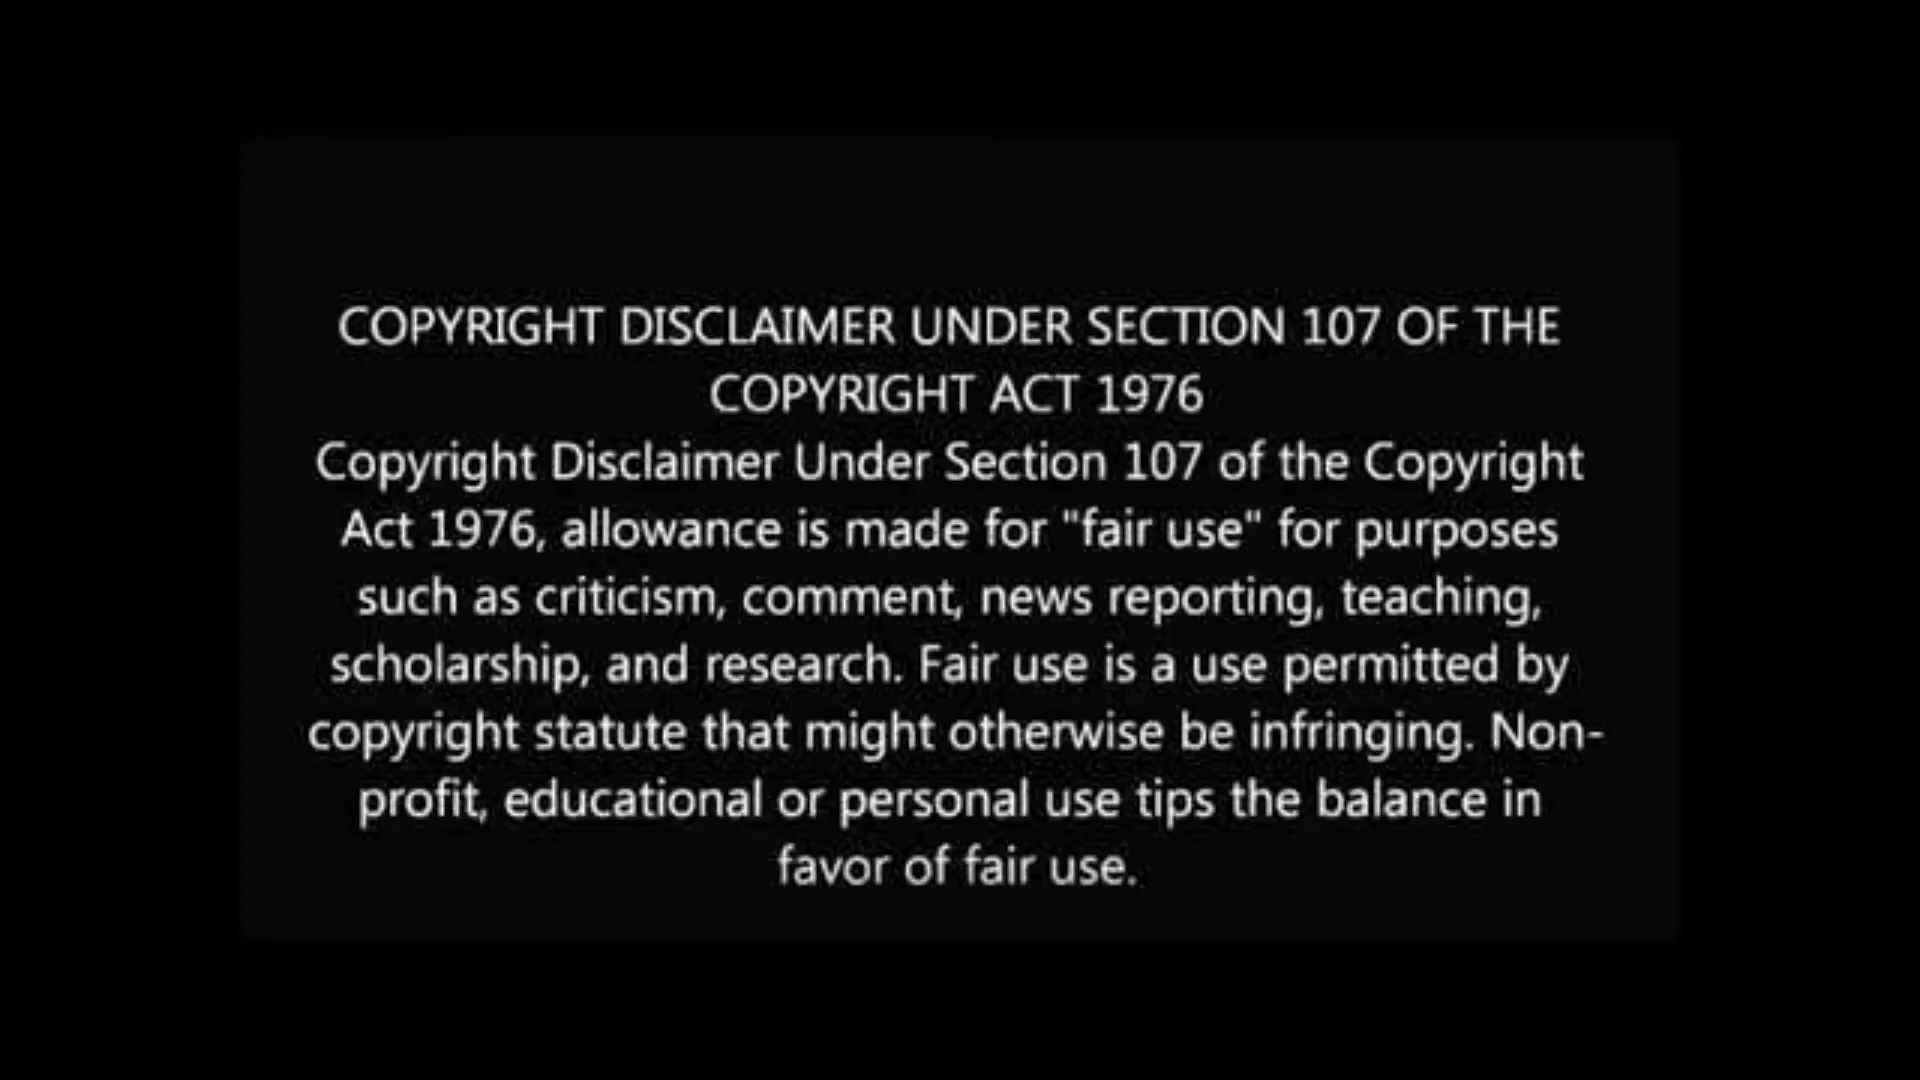 COPYRIGHT DISCLAIMER UNDER SECTION 107 OF THE
COPYRIGHT ACT 1976
Copyright Disclaimer Under Section 107 of the Copyright
Act 1976, allowance is made for "fair use" for purposes
such as criticism, comment, news reporting, teaching,
scholarship, and research. Fair use is a use permitted by
copyright statute that might otherwise be infringing. Non-
profit, educational or personal use tips the balance in
favor of fair use.